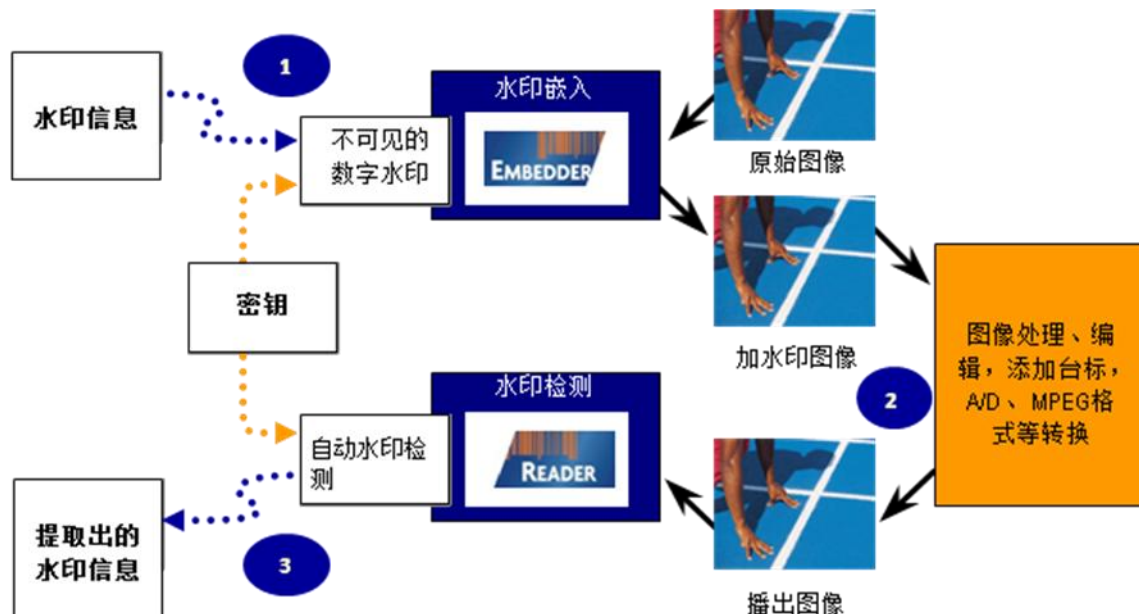 1
水印信息
不可见的
数字水印
水印嵌入
EMBEDDER
原始图像
加水印图像
密钥
图像处理、编
辑，添加台标，
A/D、MPEG格
式等转换
2
水印检测
READER
自动水印检
测
提取出的
水印信息
3
播出图像